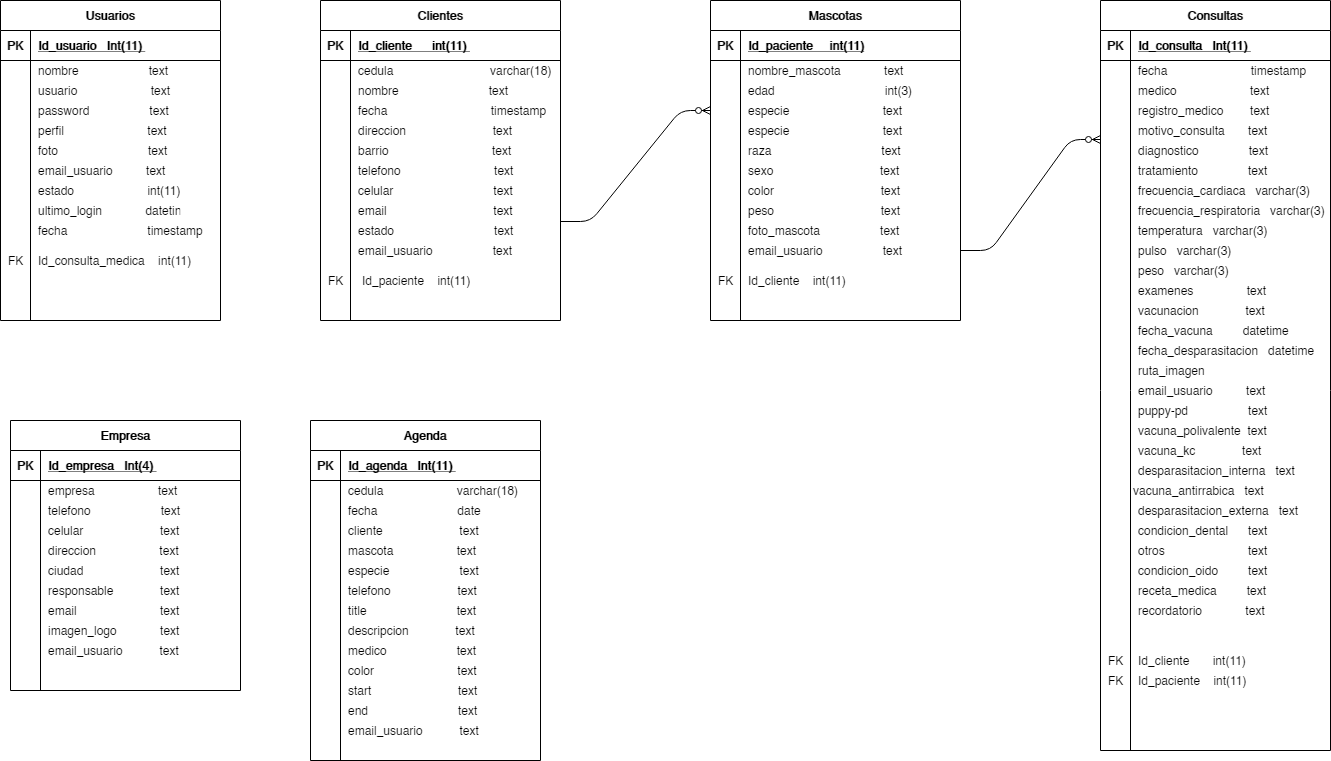 Usuarios
PK Id_usuario Int(11)
nombre text
usuario text
password text
perfil text
foto text
email_usuario text
estado int(11)
ultimo_login datetin
fecha timestamp
FK Id_consulta_medica int(11)
Clientes
PK Id_cliente int(11)
cedula varchar(18)
nombre text
fecha timestamp
direccion text
barrio text
telefono text
celular text
email text
estado text
email_usuario text
FK Id_paciente int(11)
Mascotas
PK Id_paciente int(11)
nombre_mascota text
edad int(3)
especie text
especie text
raza text
sexo text
color text
peso text
foto_mascota text
email_usuario text
FK Id_cliente int(11)
Consultas
PK Id_consulta Int(11)
fecha timestamp
medico text
registro_medico text
motivo_consulta text
diagnostico text
tratamiento text
frecuencia_cardiaca varchar(3)
frecuencia_respiratoria varchar(3)
temperatura varchar(3)
pulso varchar(3)
peso varchar(3)
examenes text
vacunacion text
fecha_vacuna datetime
fecha_desparasitacion datetime
ruta_imagen
email_usuario text
puppy-pd text
vacuna_polivalente text
vacuna_kc text
desparasitacion_interna text
vacuna_antirrabica text
desparasitacion_externa text
condicion_dental text
otros text
condicion_oido text
receta_medica text
recordatorio text
FK Id_cliente int(11)
FK Id_paciente int(11)
Empresa
PK Id_empresa Int(4)
empresa text
telefono text
celular text
direccion text
ciudad text
responsable text
email text
imagen_logo text
email_usuario text
Agenda
PK Id_agenda Int(11)
cedula varchar(18)
fecha date
cliente text
mascota text
especie text
telefono text
title text
descripcion text
medico text
color text
start text
end text
email_usuario text